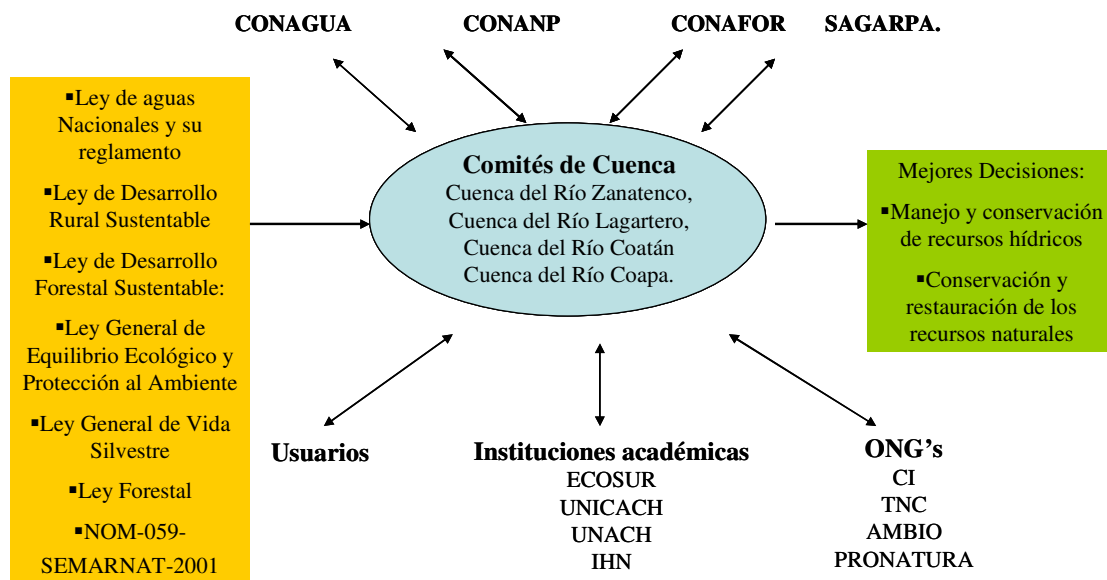 CONAGUA CONANP CONAFOR SAGARPA.
▪Ley de aguas
Nacionales y su
reglamento
▪Ley de Desarrollo
Rural Sustentable
▪Ley de Desarrollo
Forestal Sustentable:
▪Ley General de
Equilibrio Ecológico y
Protección al Ambiente
▪Ley General de Vida
Silvestre
▪Ley Forestal
▪NOM-059-
SEMARNAT-2001
Comités de Cuenca
Cuenca del Río Zanatenco,
Cuenca del Río Lagartero,
Cuenca del Río Coatán
Cuenca del Río Coapa.
Mejores Decisiones:
▪Manejo y conservación
de recursos hídricos
▪Conservación y
restauración de los
recursos naturales
Usuarios
Instituciones académicas
ECOSUR
UNICACH
UNACH
IHN
ONG's
CI
TNC
AMBIO
PRONATURA